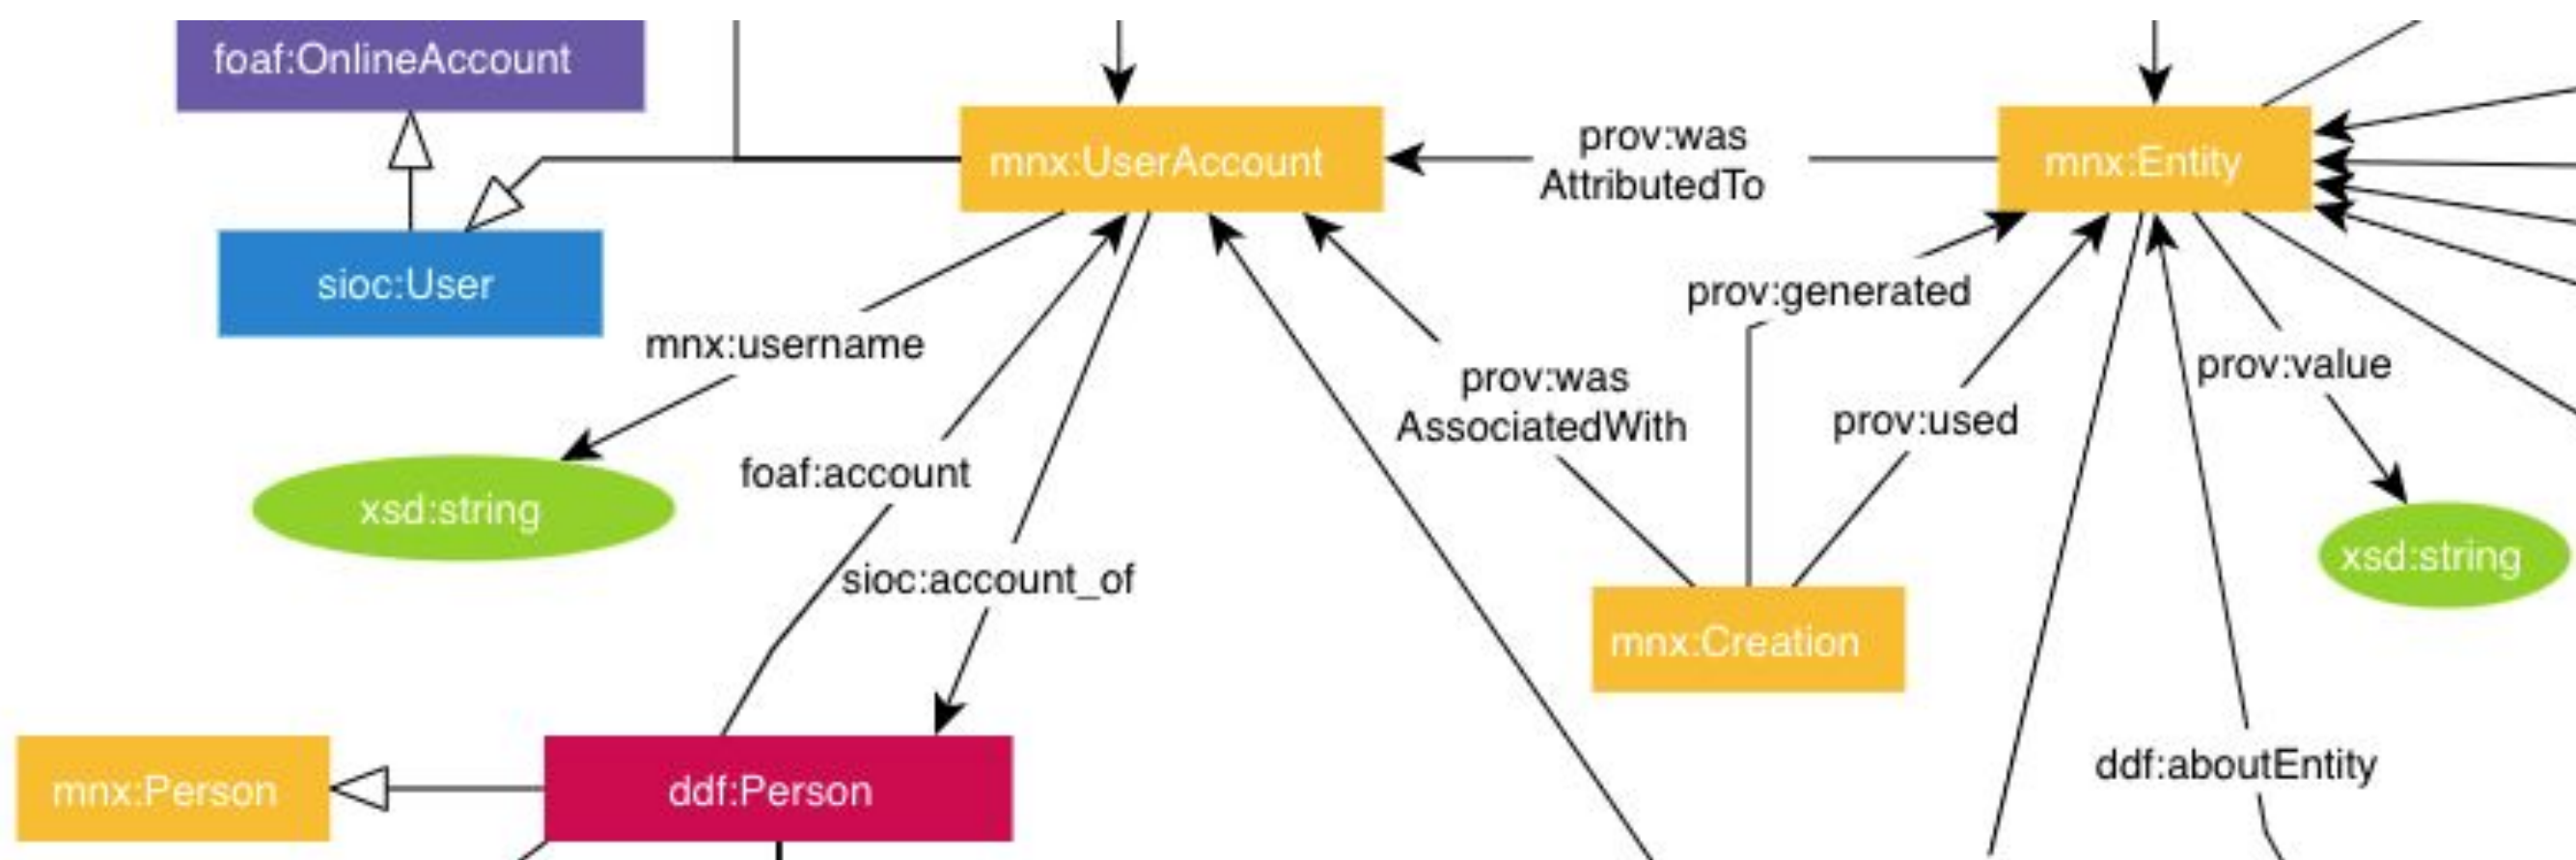 foaf:OnlineAccount
prov:was
AttributedTo
mnx:UserAccount
mnx:Entity
sioc:User
prov:generated
mnx:username
prov:was
AssociatedWith
prov:value
prov:used
foaf:account
xsd:string
xsd:string
sioc:account_of
mnx:Creation
ddf:aboutEntity
mnx:Person
ddf:Person